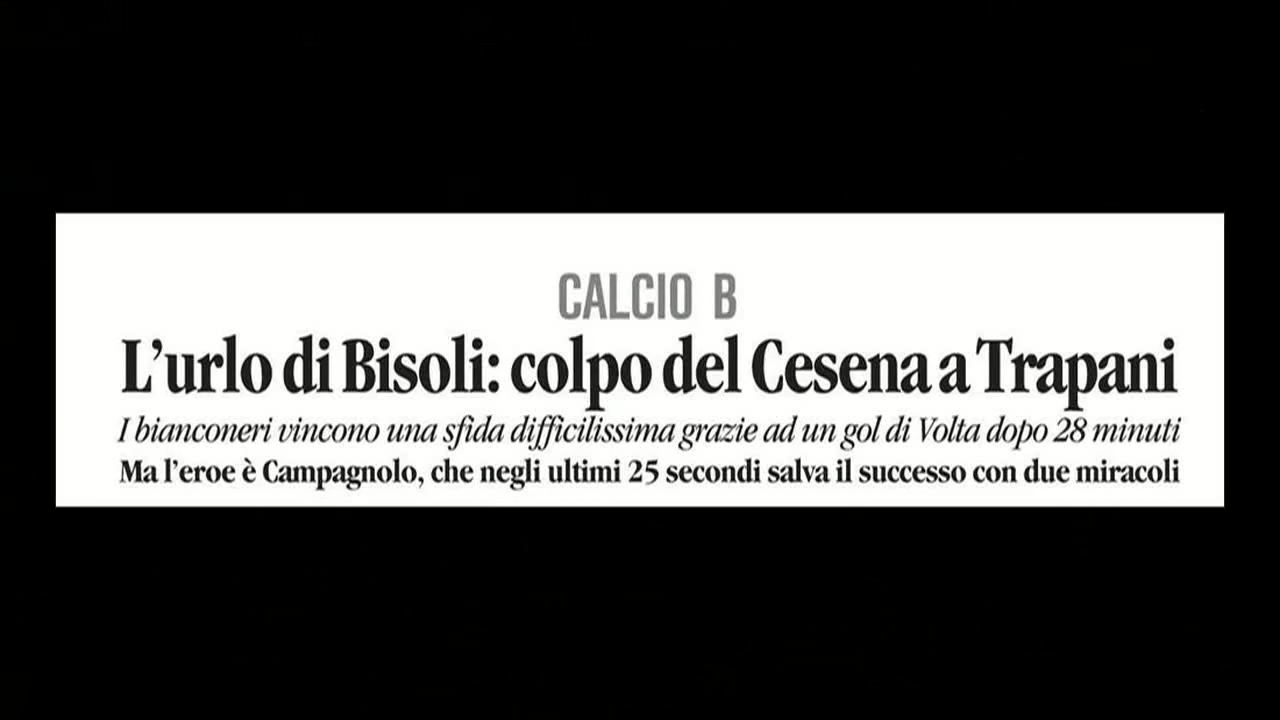 CALCIO B
L'urlo di Bisoli: colpo del Cesena a Trapani
I bianconeri vincono una sfida difficilissima grazie ad un gol di Volta dopo 28 minuti
Ma l'eroe è Campagnolo, che negli ultimi 25 secondi salva il successo con due miracoli